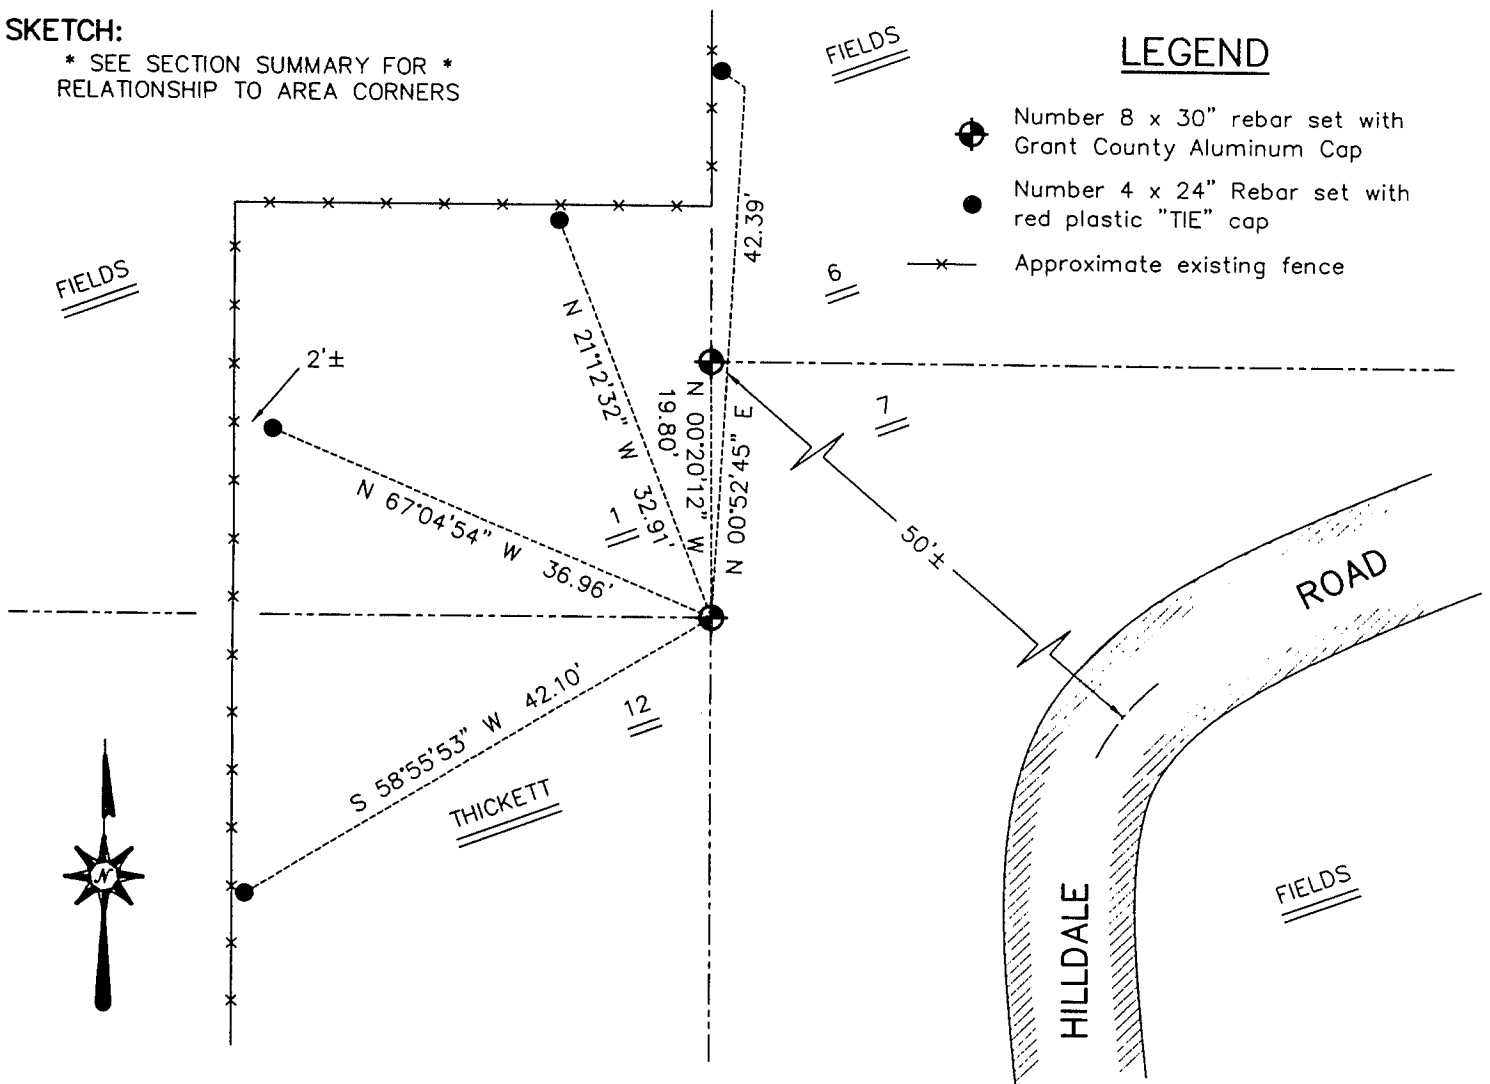 SKETCH:
* SEE SECTION SUMMARY FOR *
RELATIONSHIP TO AREA CORNERS
FIELDS
LEGEND
Number 8 x 30" rebar set with
Grant County Aluminum Cap
Number 4 x 24" Rebar set with
red plastic "TIE" cap
Approximate existing fence
42.39'
FIELDS
6
2'±
N 21°12'32" W 32.91'
19.80'
N 00°20'12" W
N 00°52'45" E
7
N 67°04'54" W 36.96'
1
50'±
ROAD
S 58°55'53" W 42.10'
12
THICKETT
N
FIELDS
HILLDALE